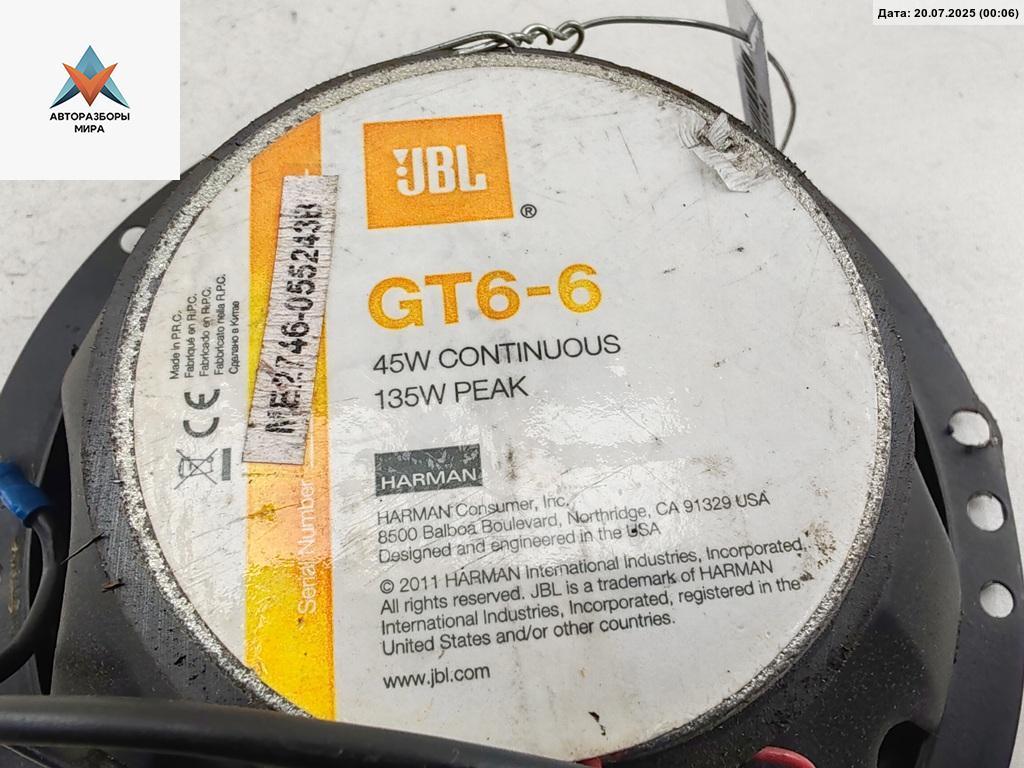 Дата: 20.07.2025 (00:06)
АВТОРАЗБОРЫ
МИРА
JBL
®
GT6-6
45W CONTINUOUS
135W PEAK
HARMAN
HARMAN Consumer, Inc.
8500 Balboa Boulevard, Northridge, CA 91329 USA
Designed and engineered in the USA
© 2011 HARMAN International Industries, Incorporated.
All rights reserved. JBL is a trademark of HARMAN
International Industries, Incorporated, registered in the
United States and/or other countries.
www.jbl.com
Serial Number
NE2746-0552438
Made in P.R.C.
Fabriqué en R.P.C.
Fabricado en R.P.C.
Fabbricato nella R.P.C.
Сделано в Китае
CE